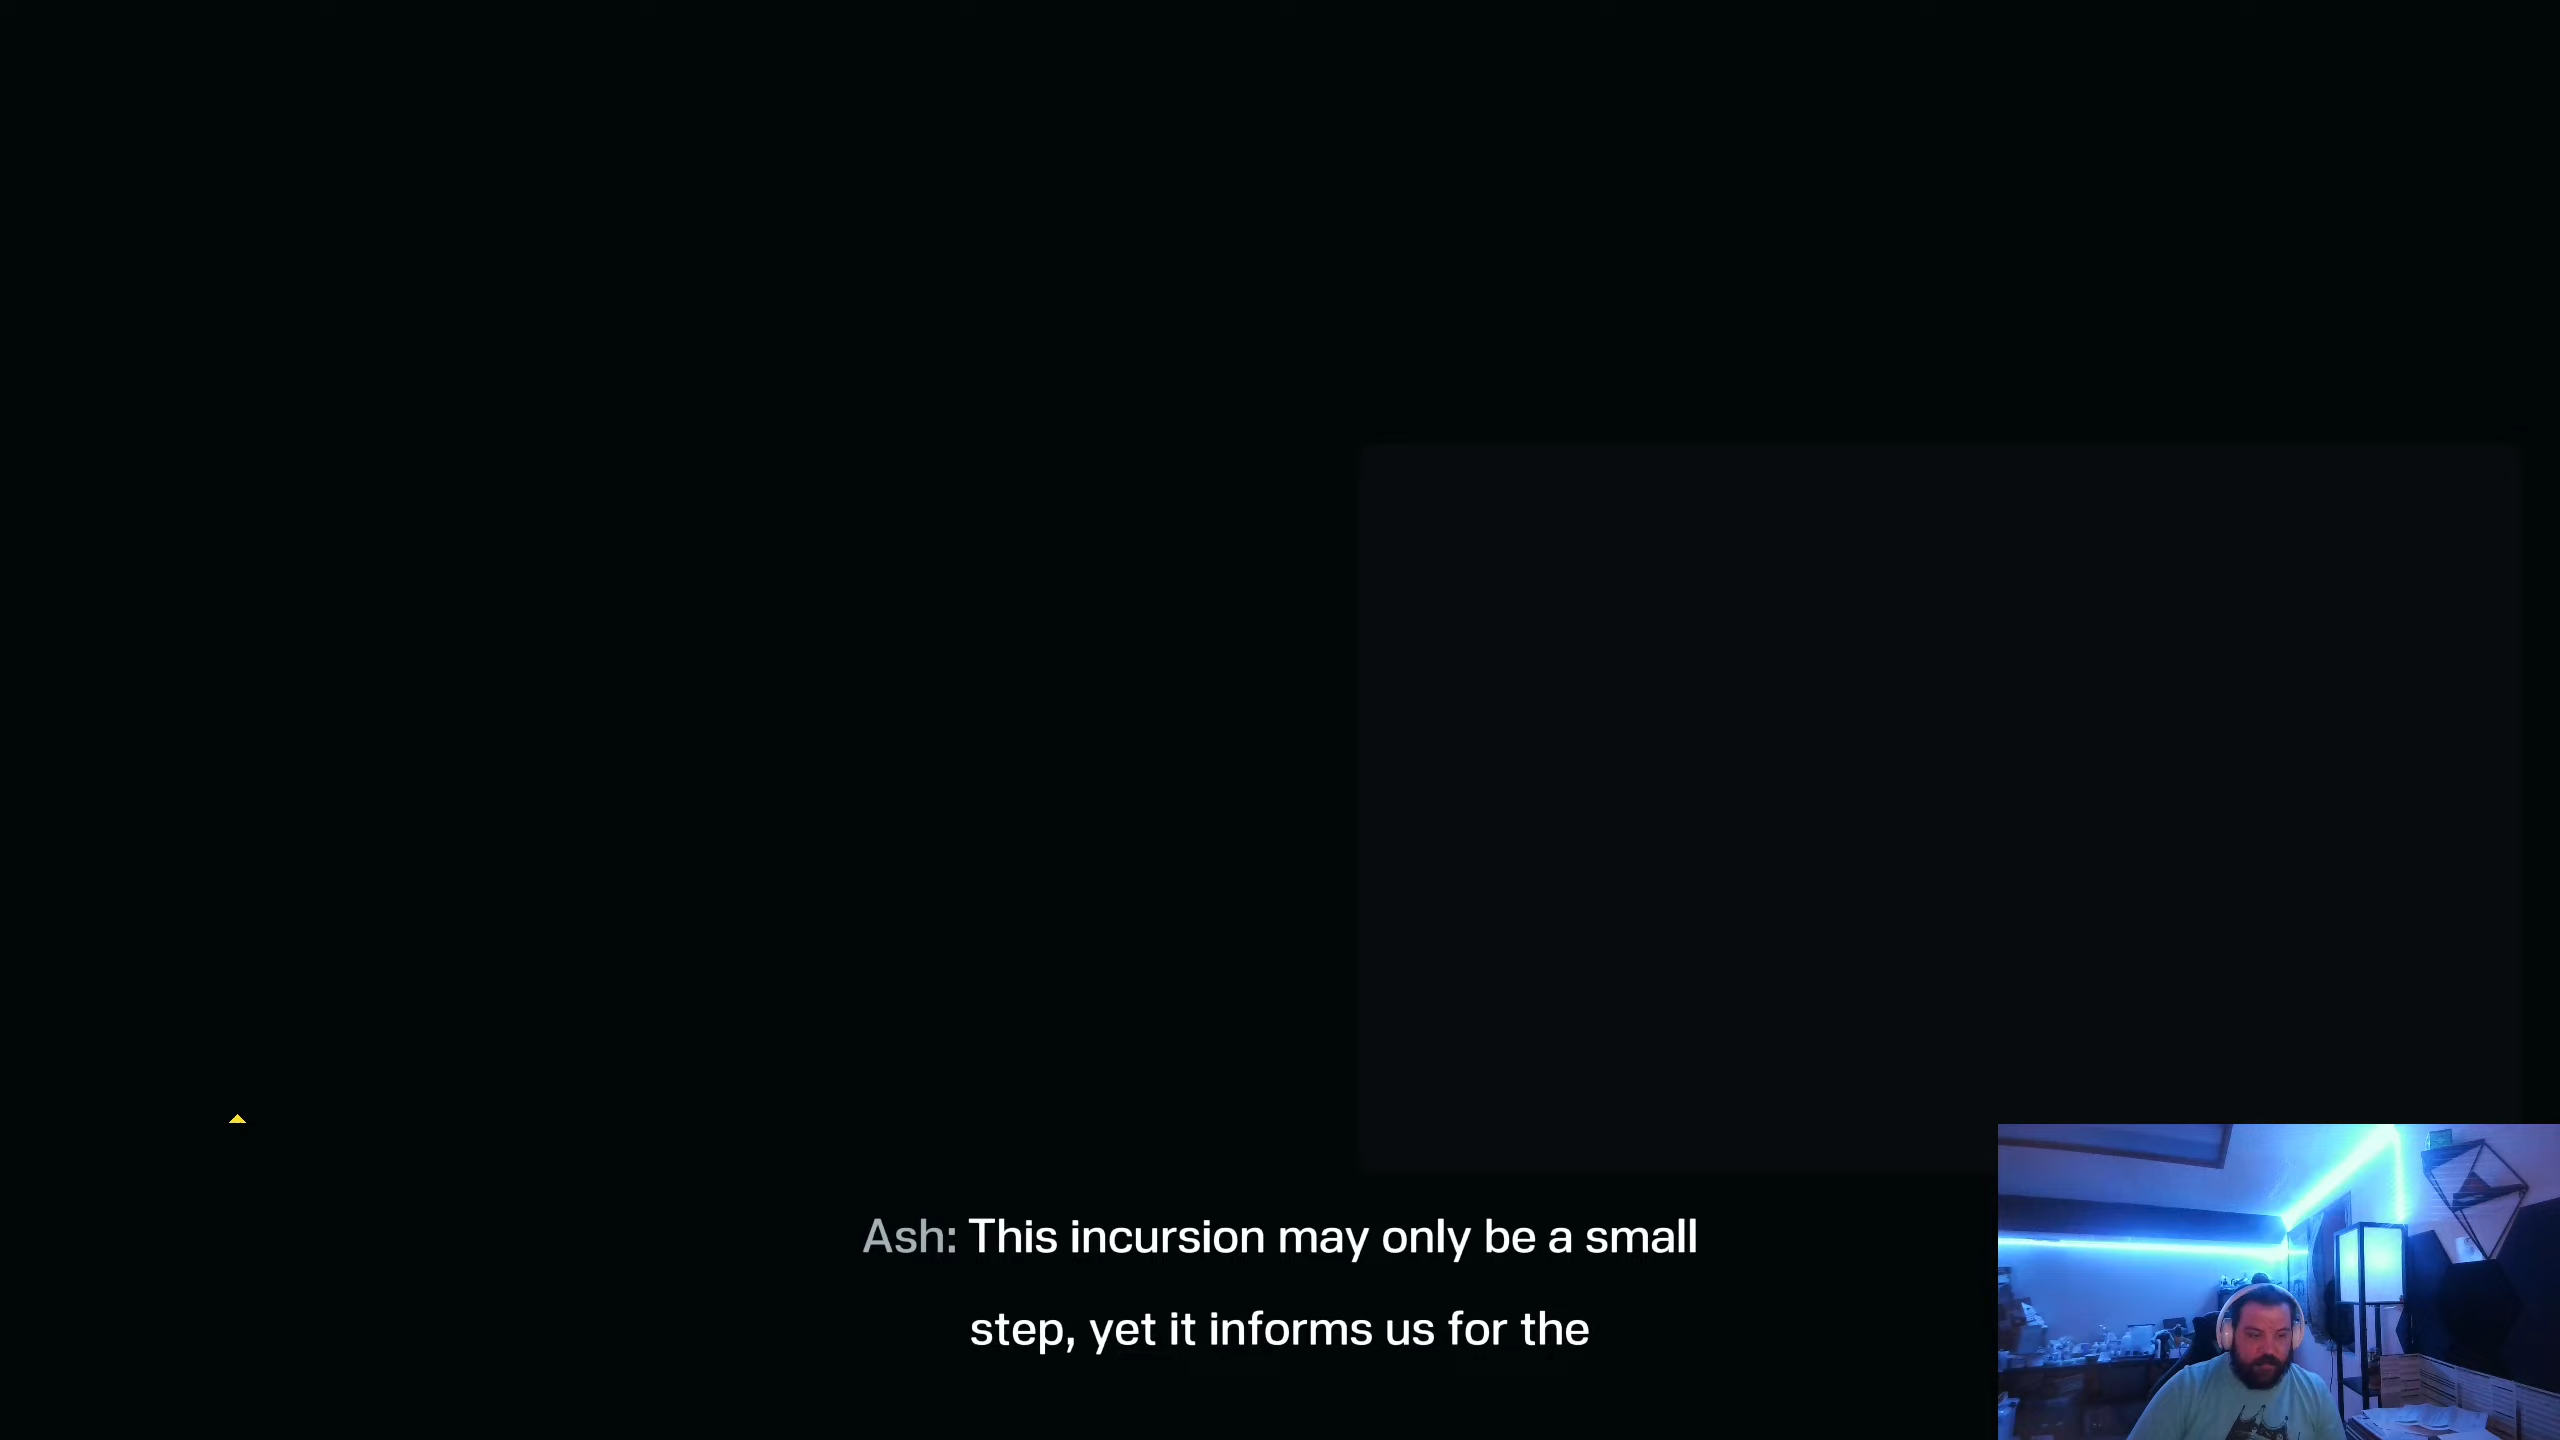 Ash: This incursion may only be a small
step, yet it informs us for the